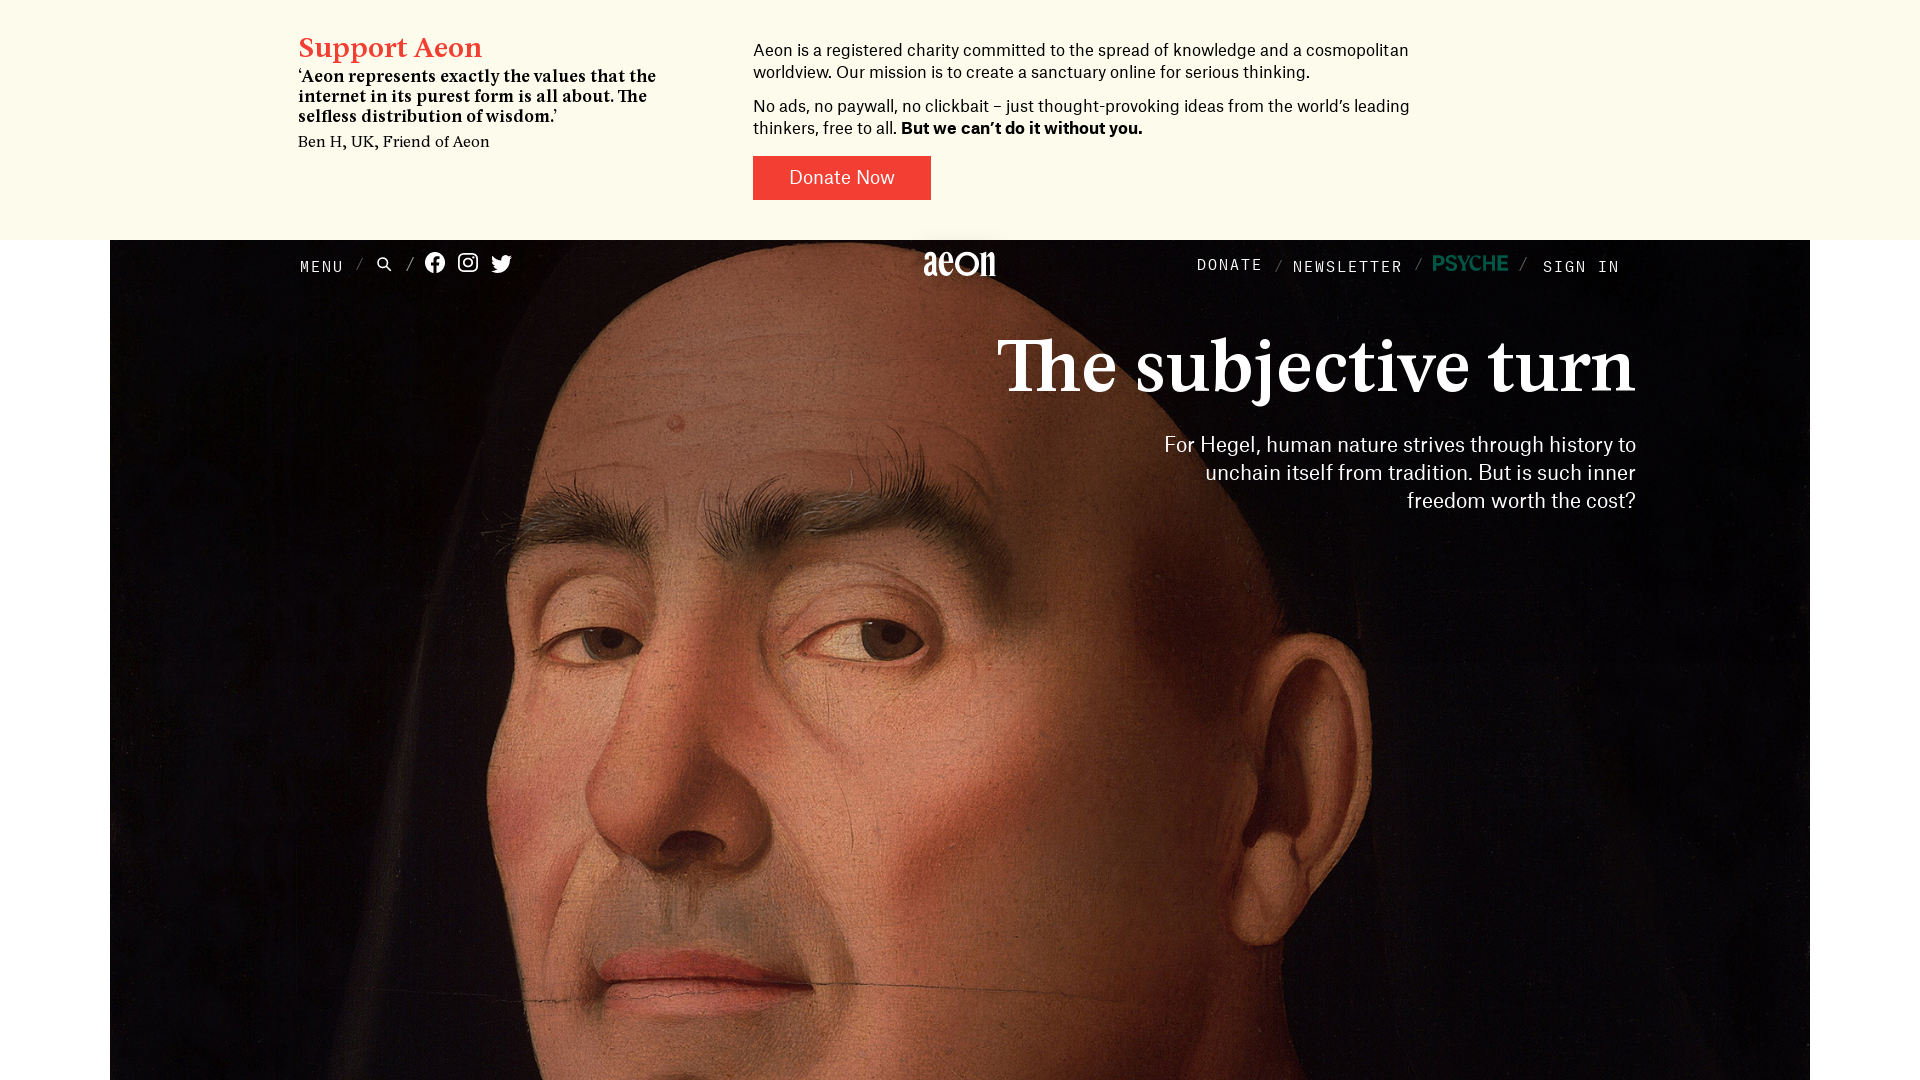 Support Aeon
‘Aeon represents exactly the values that the
internet in its purest form is all about. The
selfless distribution of wisdom.’
Ben H, UK, Friend of Aeon
Aeon is a registered charity committed to the spread of knowledge and a cosmopolitan
worldview. Our mission is to create a sanctuary online for serious thinking.
No ads, no paywall, no clickbait – just thought-provoking ideas from the world’s leading
thinkers, free to all. But we can’t do it without you.
Donate Now
MENU / / aeon DONATE / NEWSLETTER / PSYCHE / SIGN IN
The subjective turn
For Hegel, human nature strives through history to
unchain itself from tradition. But is such inner
freedom worth the cost?